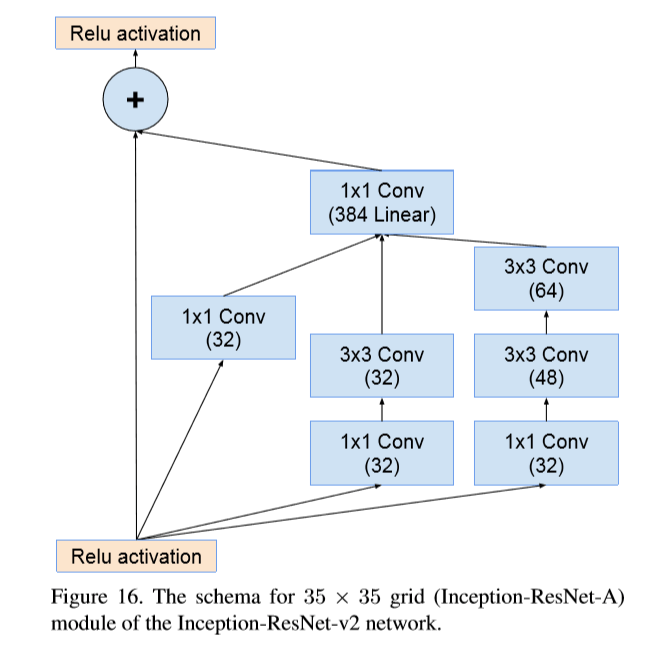 Relu activation
+
1x1 Conv
(384 Linear)
3x3 Conv
(64)
1x1 Conv
(32)
3x3 Conv
(32)
3x3 Conv
(48)
1x1 Conv
(32)
1x1 Conv
(32)
Relu activation
Figure 16. The schema for 35 × 35 grid (Inception-ResNet-A)
module of the Inception-ResNet-v2 network.